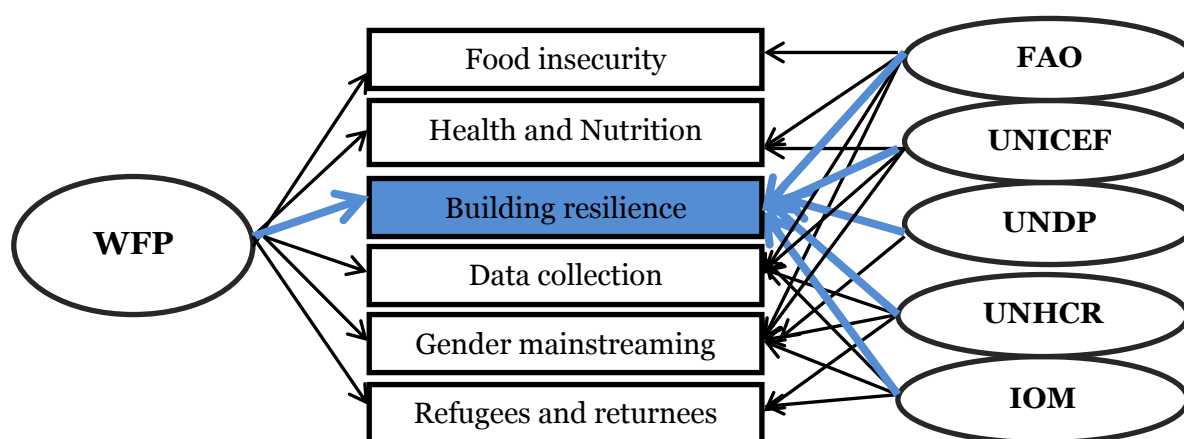 WFP
Food insecurity
Health and Nutrition
Building resilience
Data collection
Gender mainstreaming
Refugees and returnees
FAO
UNICEF
UNDP
UNHCR
IOM